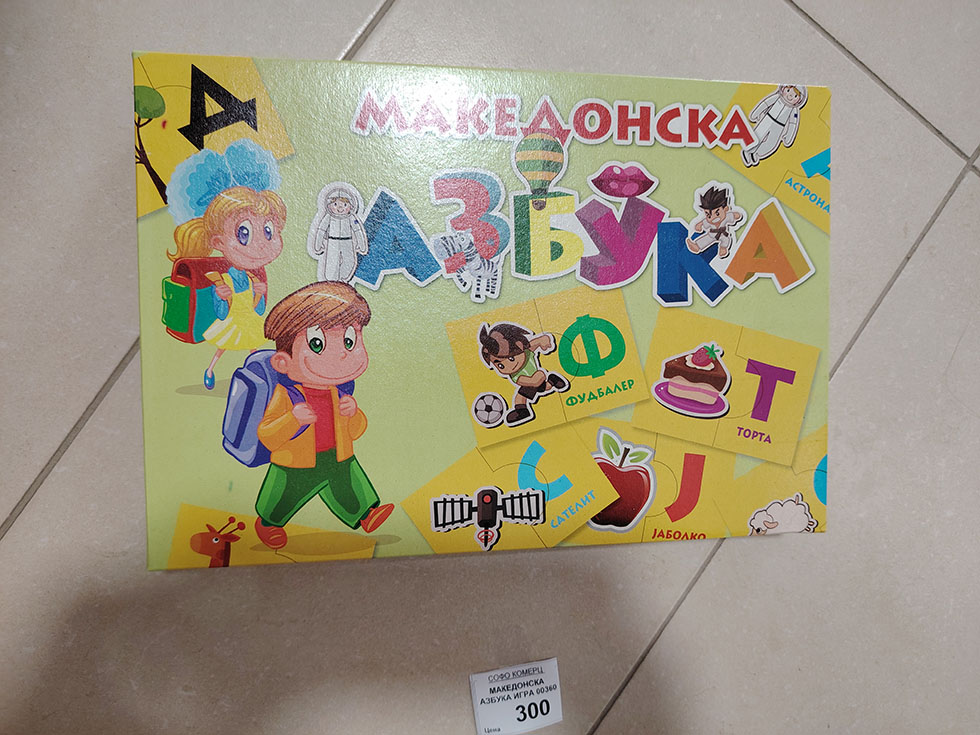 МАКЕДОНСКА
АЗБУКА
Д
АСТРОНА
Ф
ФУДБАЛЕР
Т
ТОРТА
С
САТЕЛИТ
Ј
ЈАБОЛКО
СОФО КОМЕРЦ
МАКЕДОНСКА
АЗБУКА ИГРА 00360
Цена 300